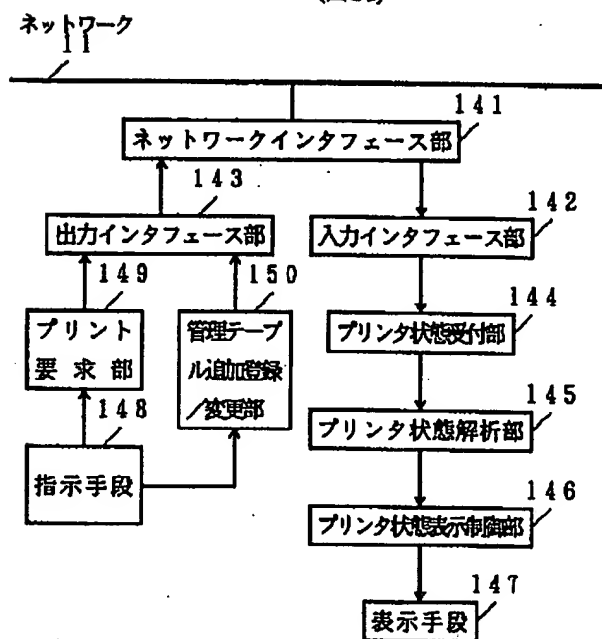 ネットワーク
11
141
ネットワークインタフェース部
143
142
出力インタフェース部
入力インタフェース部
149
150
144
プリント
要求部
管理テーブ
ル追加登録
/変更部
プリンタ状態受付部
148
145
指示手段
プリンタ状態解析部
146
プリンタ状態表示制御部
147
表示手段